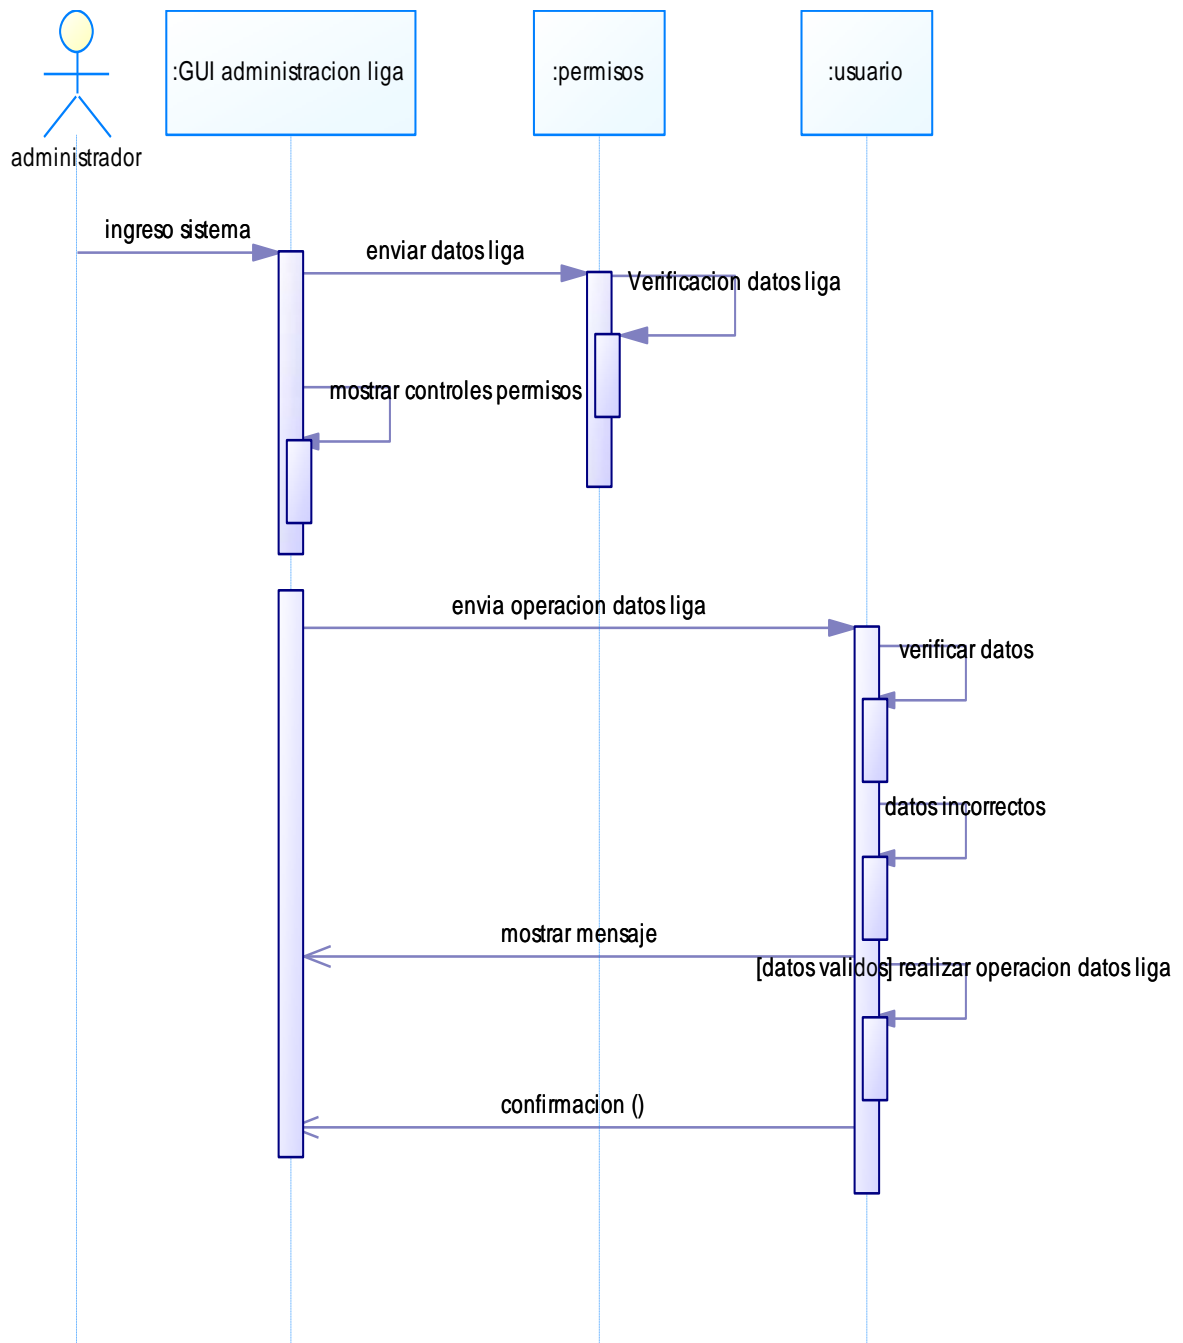 :GUI administracion liga
:permisos
:usuario
administrador
ingreso sistema
enviar datos liga
Verificacion datos liga
mostrar controles permisos
envia operacion datos liga
verificar datos
datos incorrectos
mostrar mensaje
[datos validos] realizar operacion datos liga
confirmacion ()